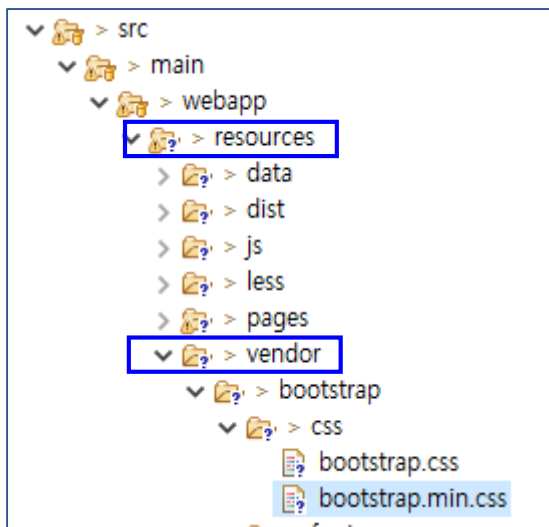 > src
> main
> webapp
> resources
> data
> dist
> js
> less
> pages
> vendor
> bootstrap
> css
bootstrap.css
bootstrap.min.css